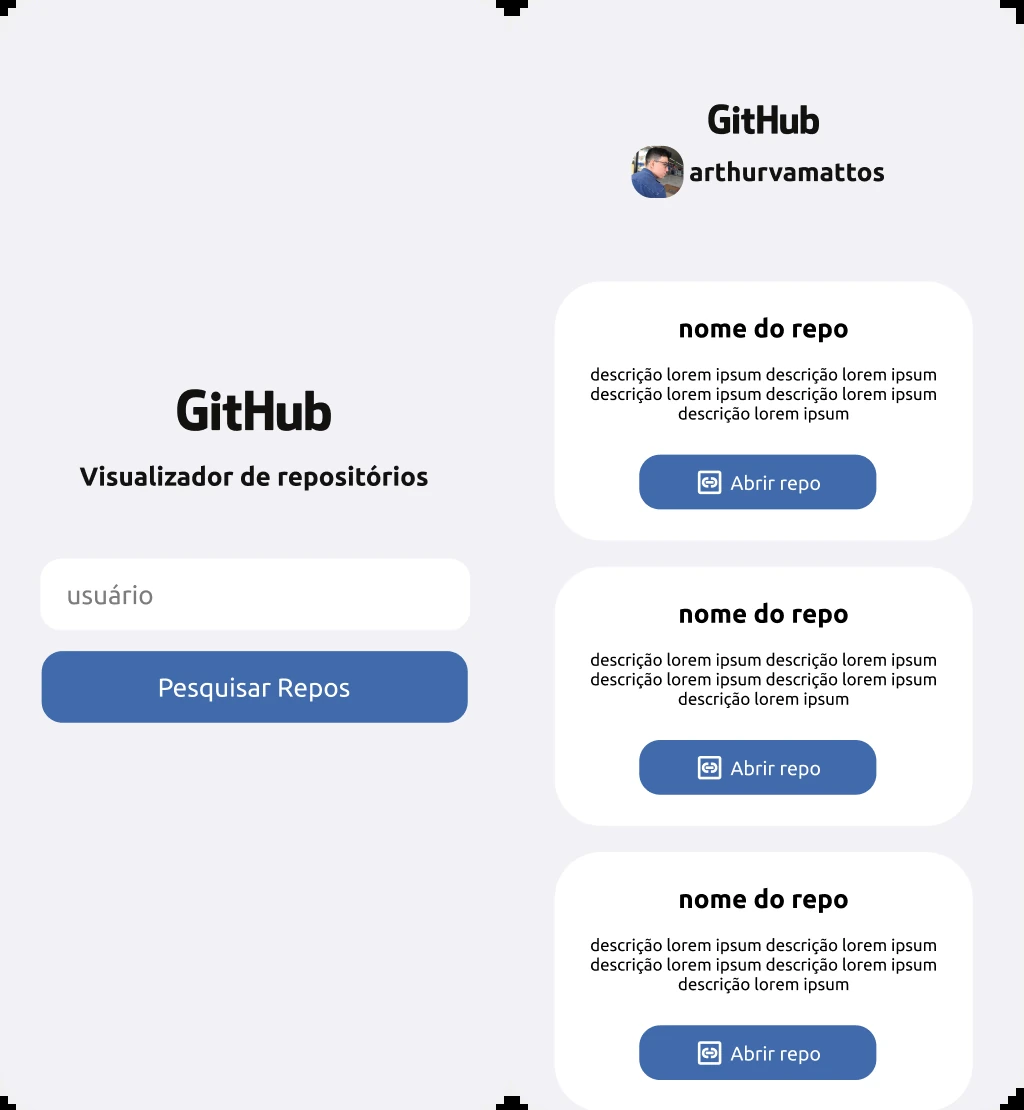 GitHub
Visualizador de repositórios
usuário
Pesquisar Repos
GitHub
arthurvamattos
nome do repo
descrição lorem ipsum descrição lorem ipsum
descrição lorem ipsum descrição lorem ipsum
descrição lorem ipsum
Abrir repo
nome do repo
descrição lorem ipsum descrição lorem ipsum
descrição lorem ipsum descrição lorem ipsum
descrição lorem ipsum
Abrir repo
nome do repo
descrição lorem ipsum descrição lorem ipsum
descrição lorem ipsum descrição lorem ipsum
descrição lorem ipsum
Abrir repo